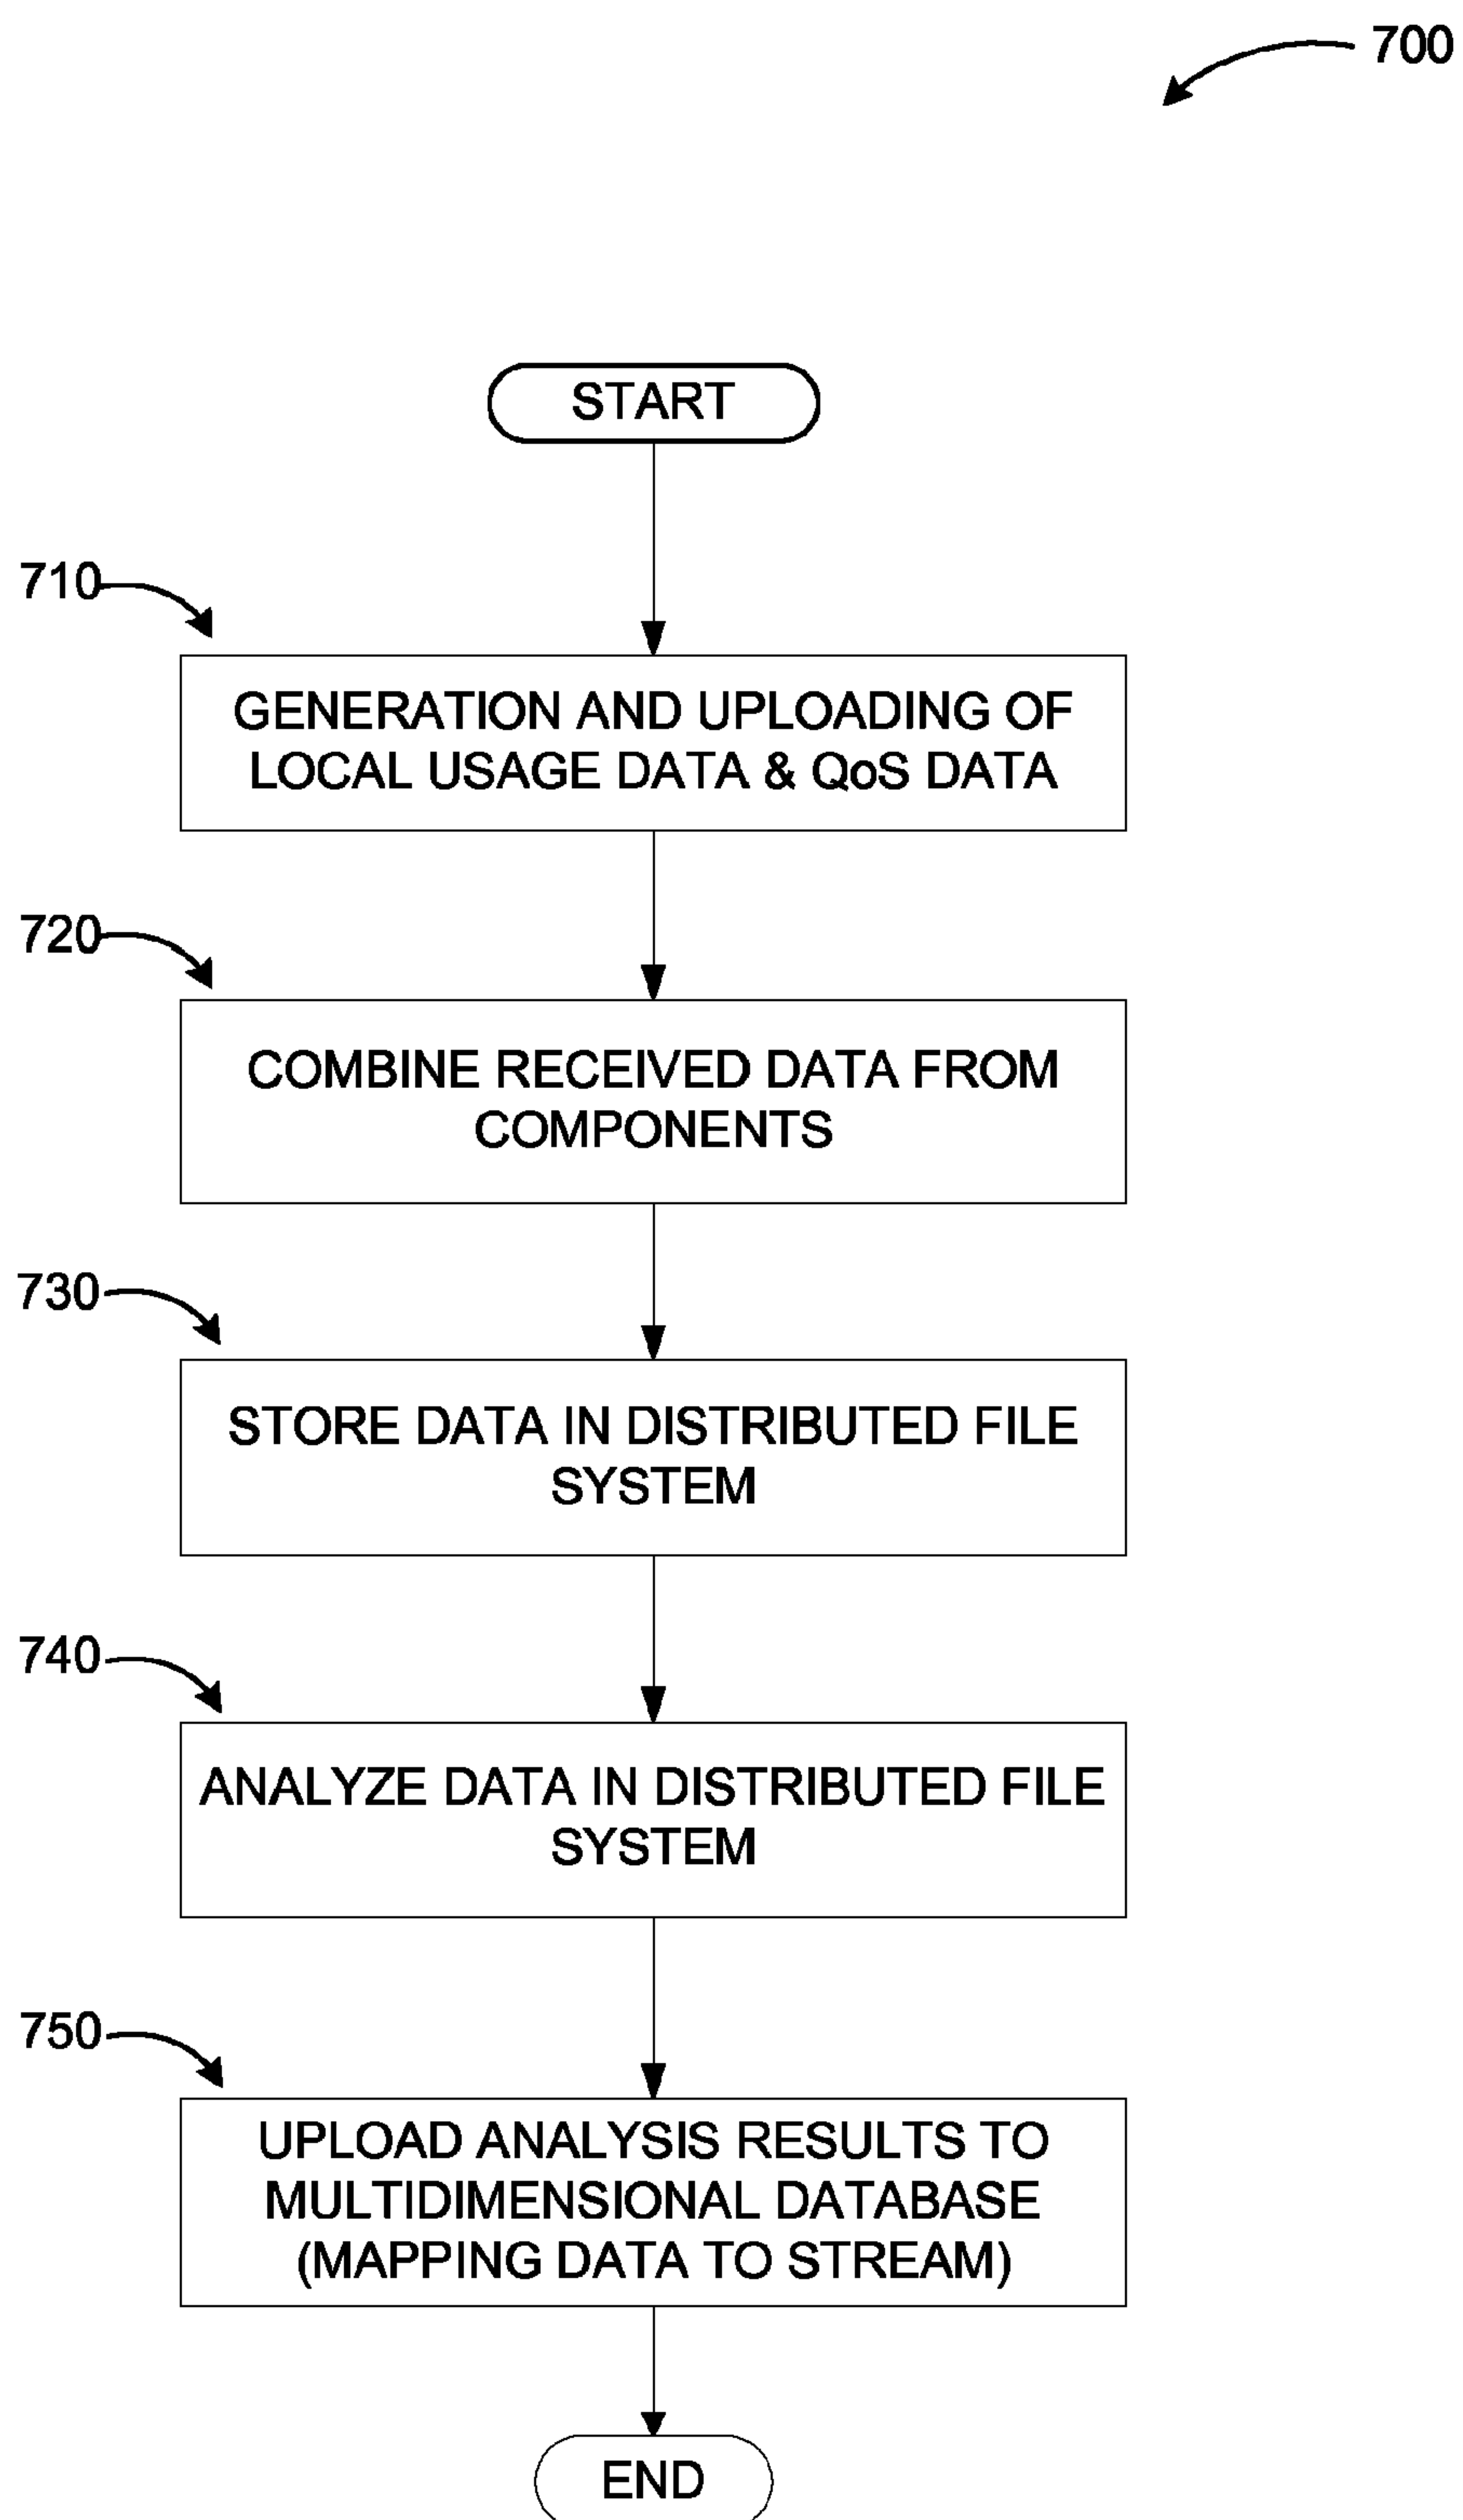 700
START
710
GENERATION AND UPLOADING OF
LOCAL USAGE DATA & QoS DATA
720
COMBINE RECEIVED DATA FROM
COMPONENTS
730
STORE DATA IN DISTRIBUTED FILE
SYSTEM
740
ANALYZE DATA IN DISTRIBUTED FILE
SYSTEM
750
UPLOAD ANALYSIS RESULTS TO
MULTIDIMENSIONAL DATABASE
(MAPPING DATA TO STREAM)
END